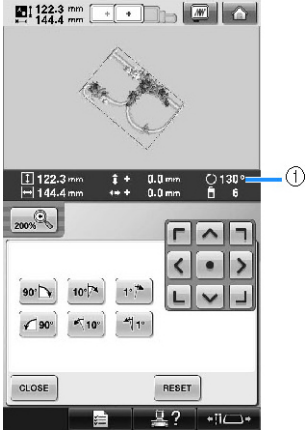 122.3 mm
144.4 mm
122.3 mm + 0.0 mm 130°
①
144.4 mm + 0.0 mm 6
200%
90° 10° 1°
90° 10° 1°
CLOSE RESET
?